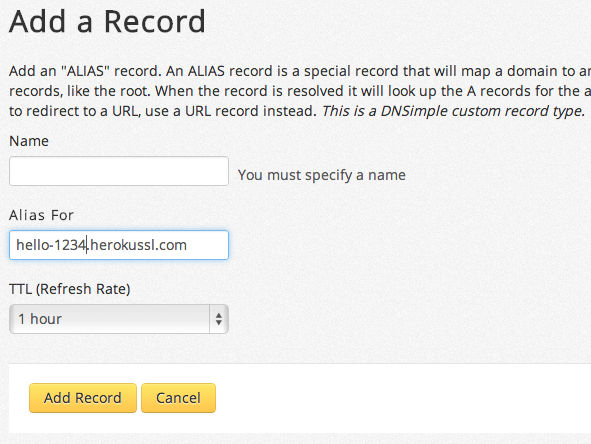 Add a Record
Add an "ALIAS" record. An ALIAS record is a special record that will map a domain to
records, like the root. When the record is resolved it will look up the A records for the
to redirect to a URL, use a URL record instead. This is a DNSimple custom record type.
Name
You must specify a name
Alias For
hello-1234.herokussl.com
TTL (Refresh Rate)
1 hour
Add Record Cancel